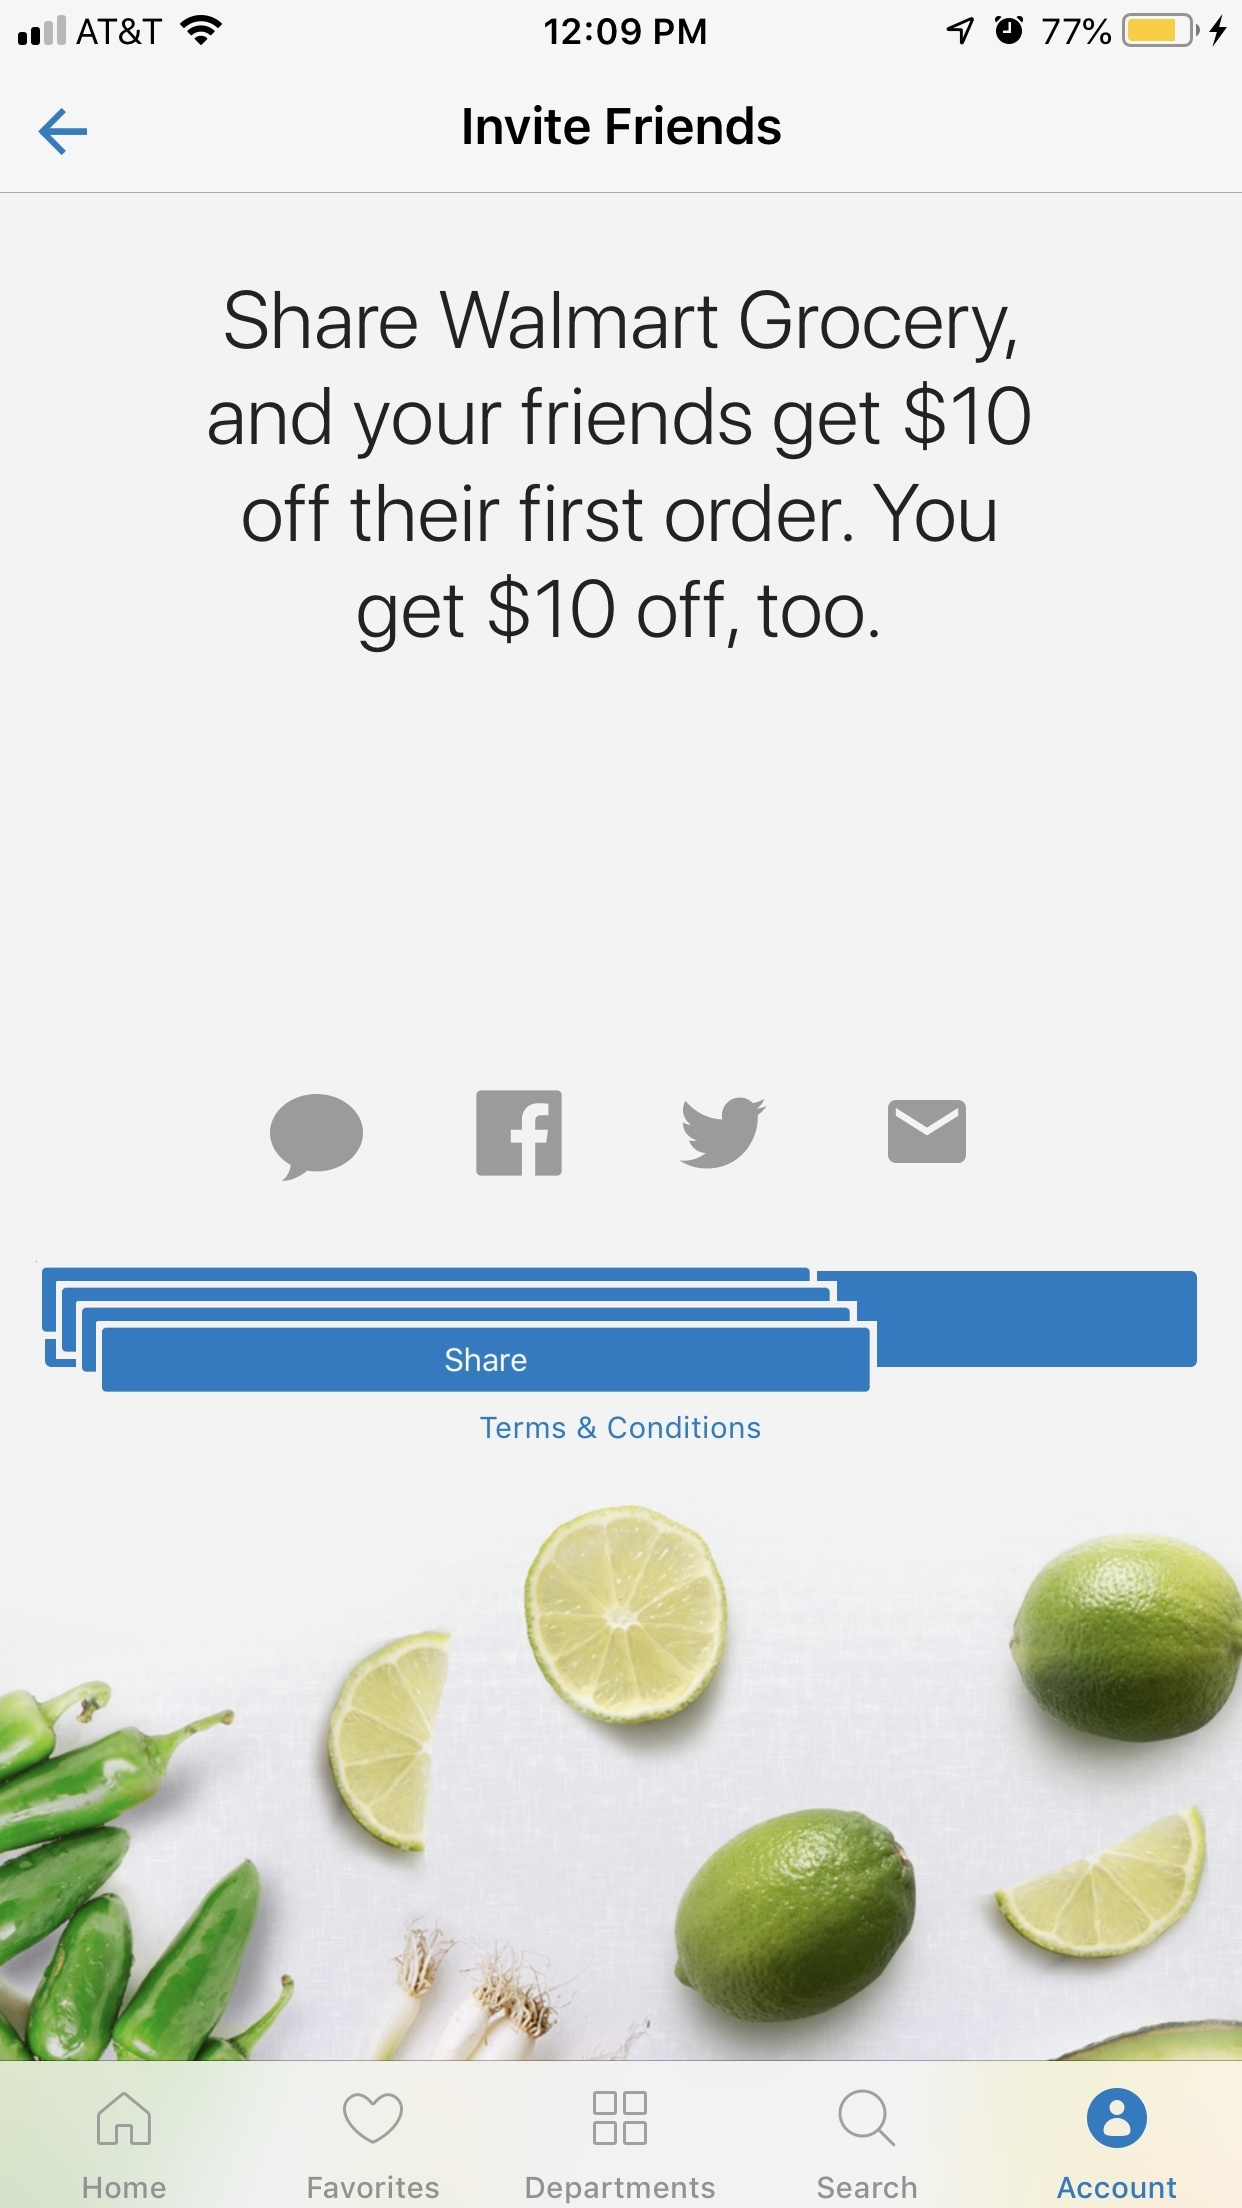 AT&T 12:09 PM 77%
Invite Friends
Share Walmart Grocery,
and your friends get $10
off their first order. You
get $10 off, too.
Share
Terms & Conditions
Home Favorites Departments Search Account